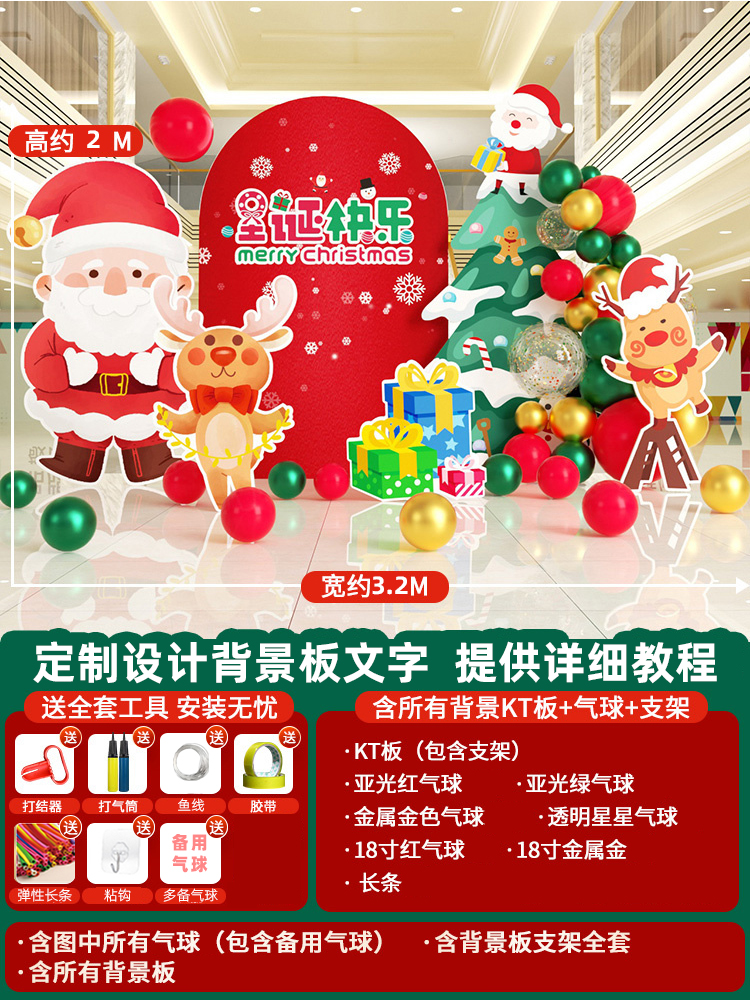 高约 2 M
圣诞快乐
merry christmas
宽约3.2M
定制设计背景板文字 提供详细教程
送全套工具 安装无忧
送 送 送 送
打结器 打气筒 鱼线 胶带
送 送 送
备用
气球
弹性长条 粘钩 多备气球
含所有背景KT板+气球+支架
·KT板（包含支架）
·亚光红气球 ·亚光绿气球
·金属金色气球 ·透明星星气球
·18寸红气球 ·18寸金属金
·长条
·含图中所有气球（包含备用气球） ·含背景板支架全套
·含所有背景板